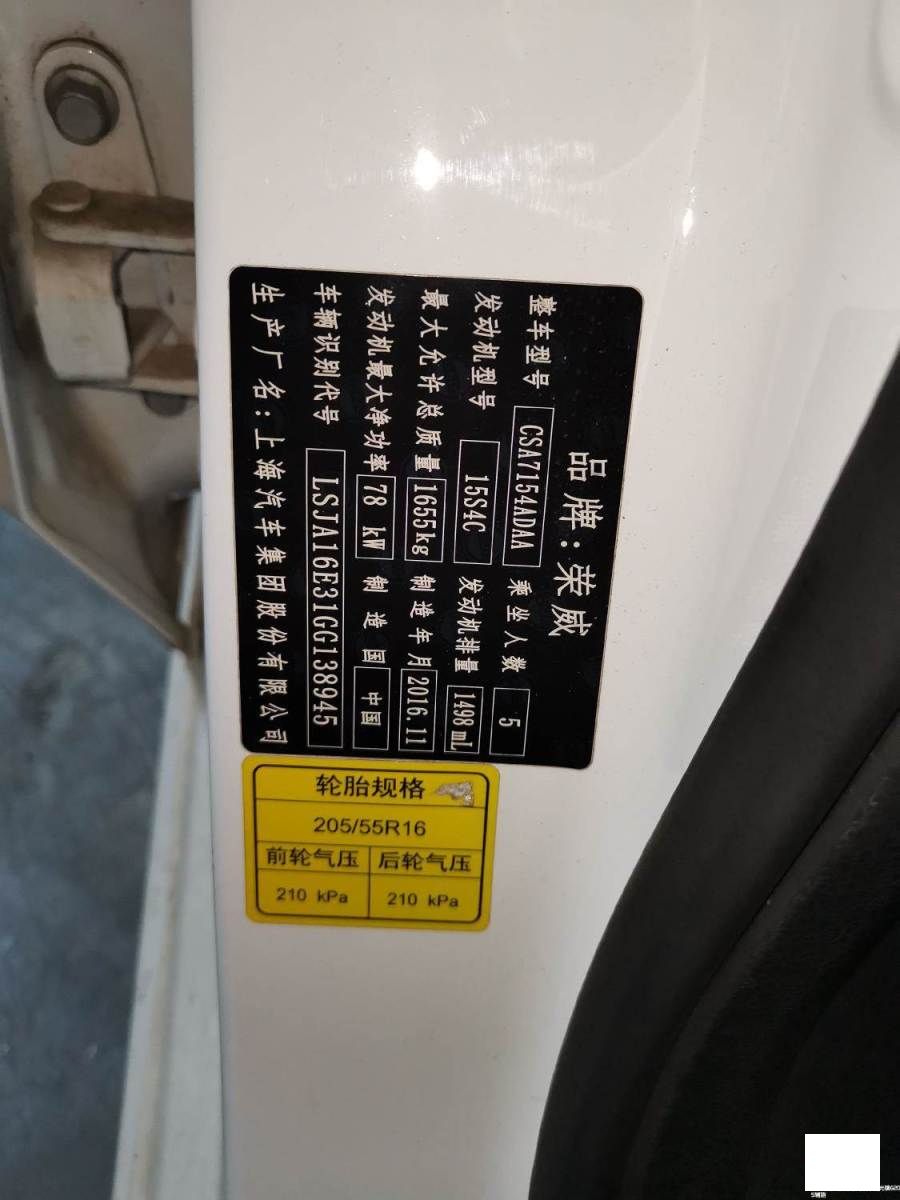 品牌:荣威
整车型号 CSA7154ADAA 乘坐人数 5
发动机型号 15S4C 发动机排量 1498mL
最大允许总质量 1655kg 制造年月 2016.11
发动机最大净功率 78 kW 制造国 中国
车辆识别代号 LSJA16E31GG138945
生产厂名:上海汽车集团股份有限公司
轮胎规格
205/55R16
前轮气压 后轮气压
210 kPa 210 kPa